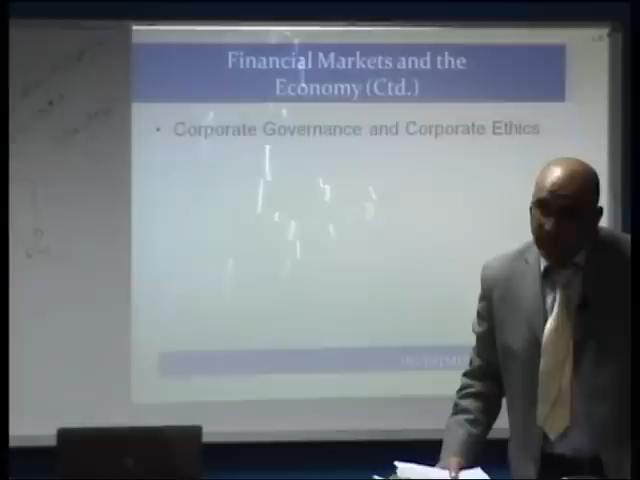 Financial Markets and the
Economy (Ctd.)
• Corporate Governance and Corporate Ethics